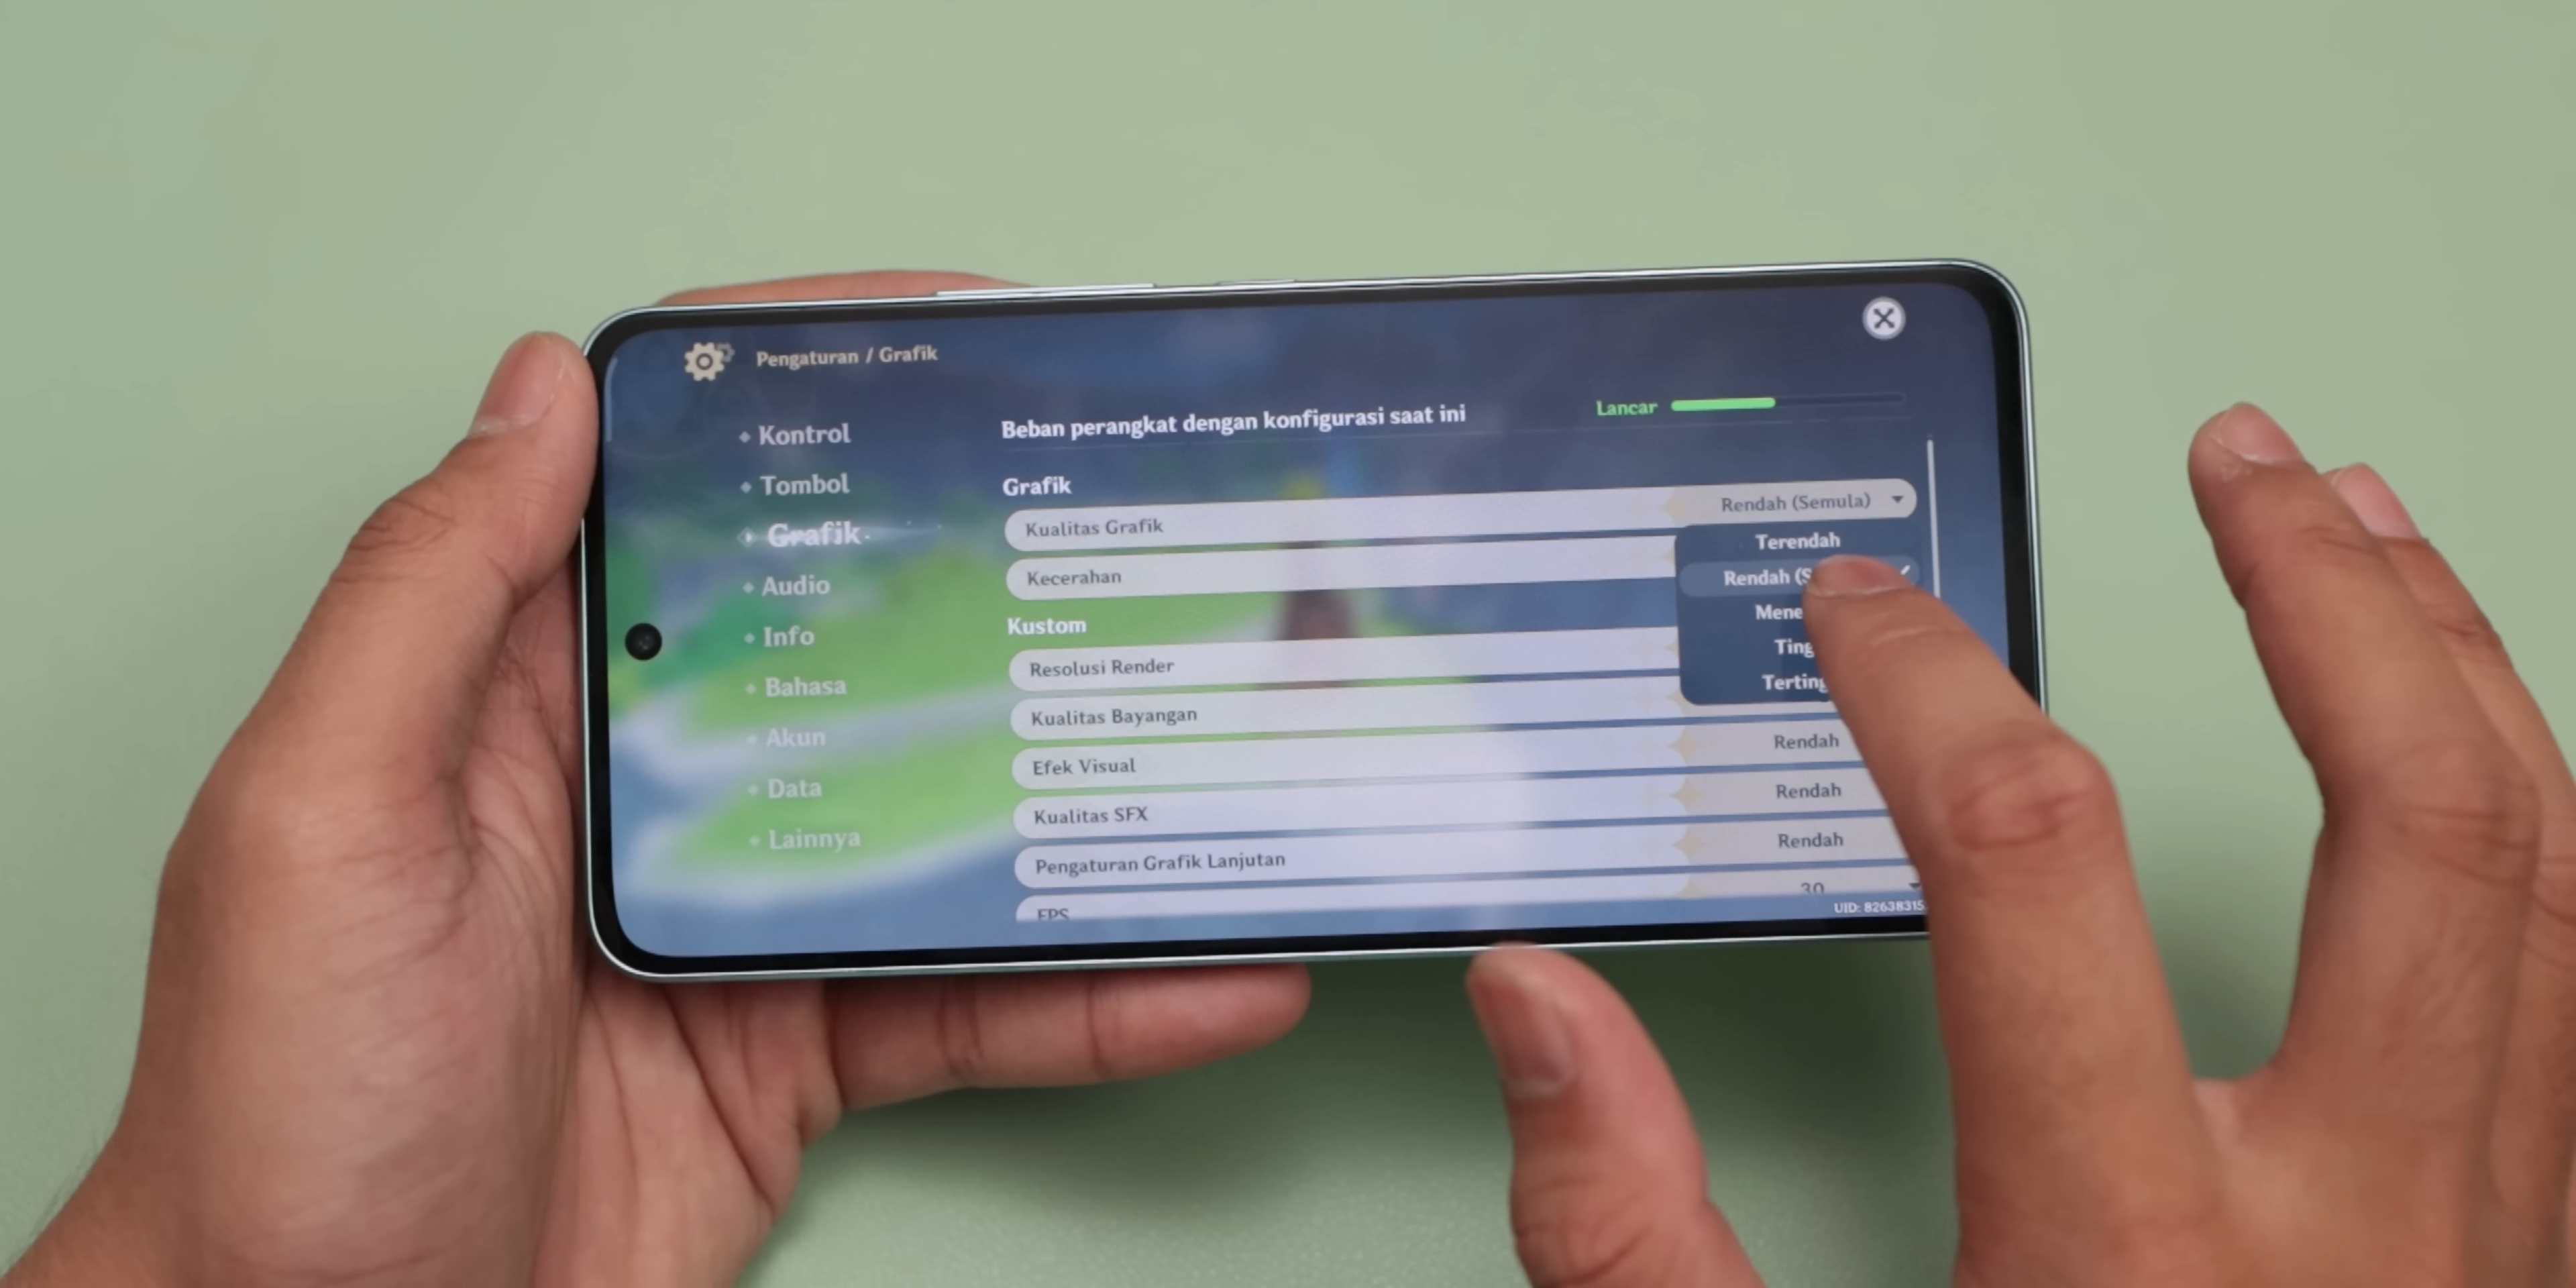 Pengaturan / Grafik
Kontrol
Tombol
Grafik
Audio
Info
Bahasa
Akun
Data
Lainnya
Beban perangkat dengan konfigurasi saat ini
Lancar
Grafik
Kualitas Grafik
Rendah (Semula)
Kecerahan
Terendah
Rendah (S
Mene
Ting
Terting
Kustom
Resolusi Render
Kualitas Bayangan
Efek Visual
Rendah
Kualitas SFX
Rendah
Pengaturan Grafik Lanjutan
Rendah
FPS
30
UID: 82638315